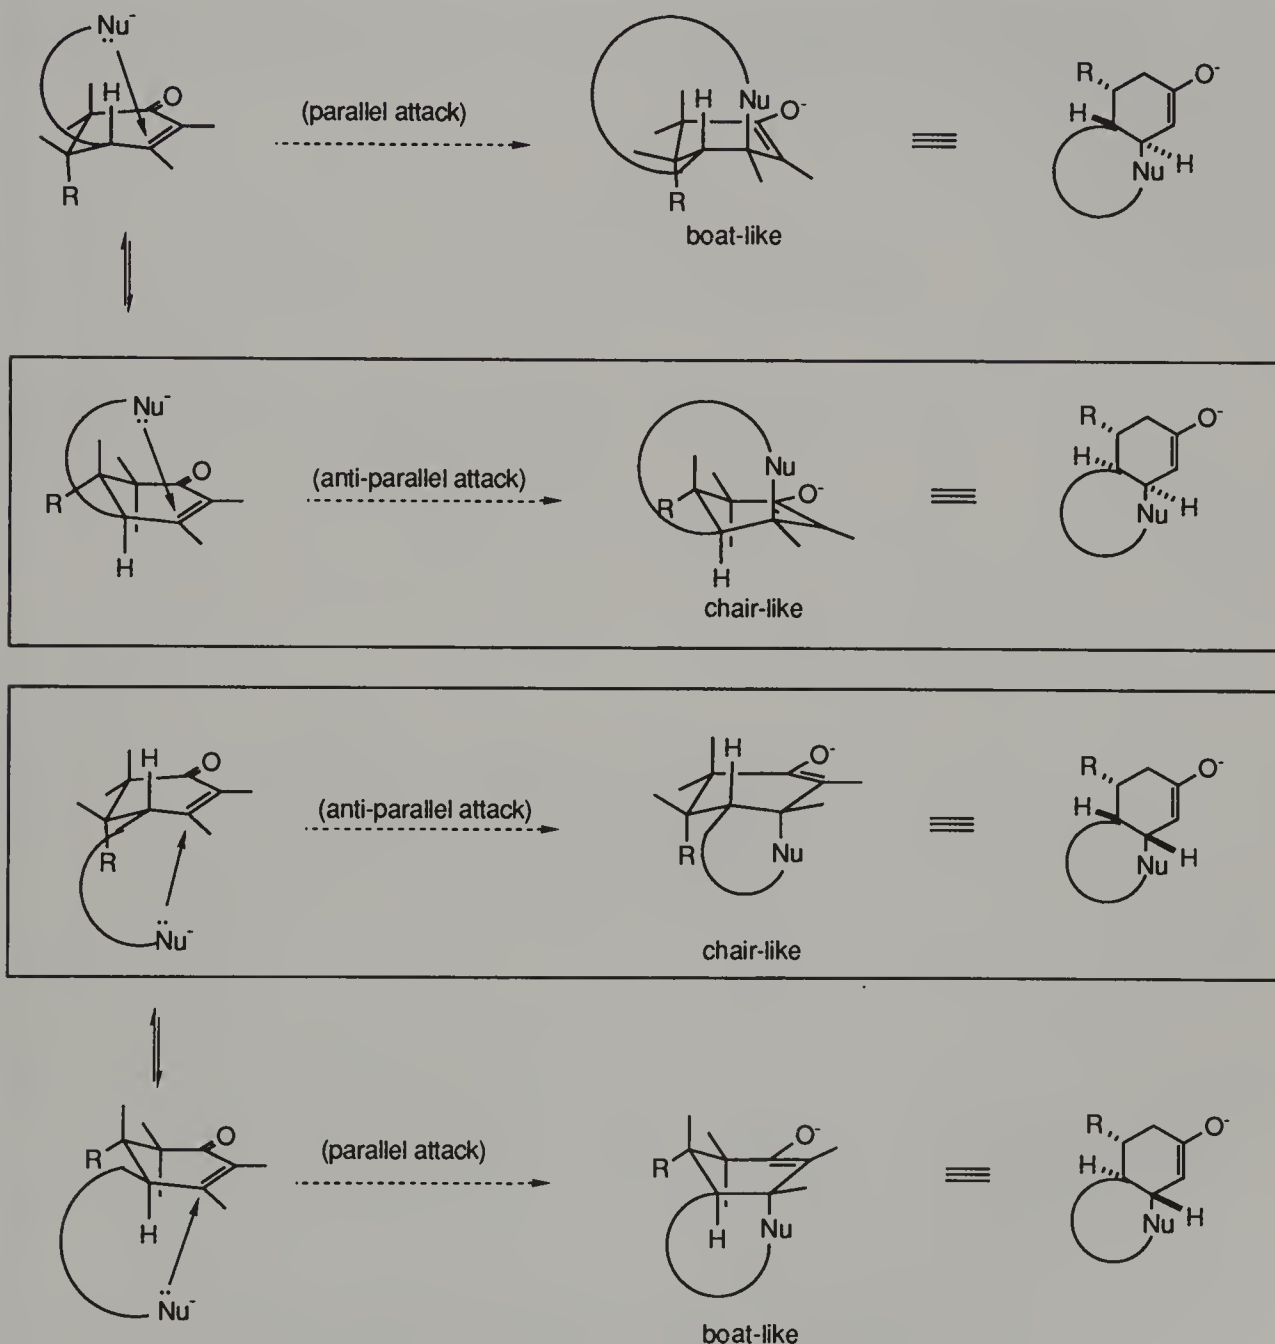 Nu⁻
H
O
R
(parallel attack)
H
Nu
O⁻
R
boat-like
R
O⁻
H
Nu
H
Nu⁻
O
R
H
(anti-parallel attack)
Nu
O⁻
R
H
chair-like
R
O⁻
H
Nu
H
H
O
R
Nu⁻
(anti-parallel attack)
H
O⁻
R
Nu
chair-like
R
O⁻
H
Nu
H
O
R
H
Nu⁻
(parallel attack)
O⁻
R
H
Nu
boat-like
R
O⁻
H
Nu
H